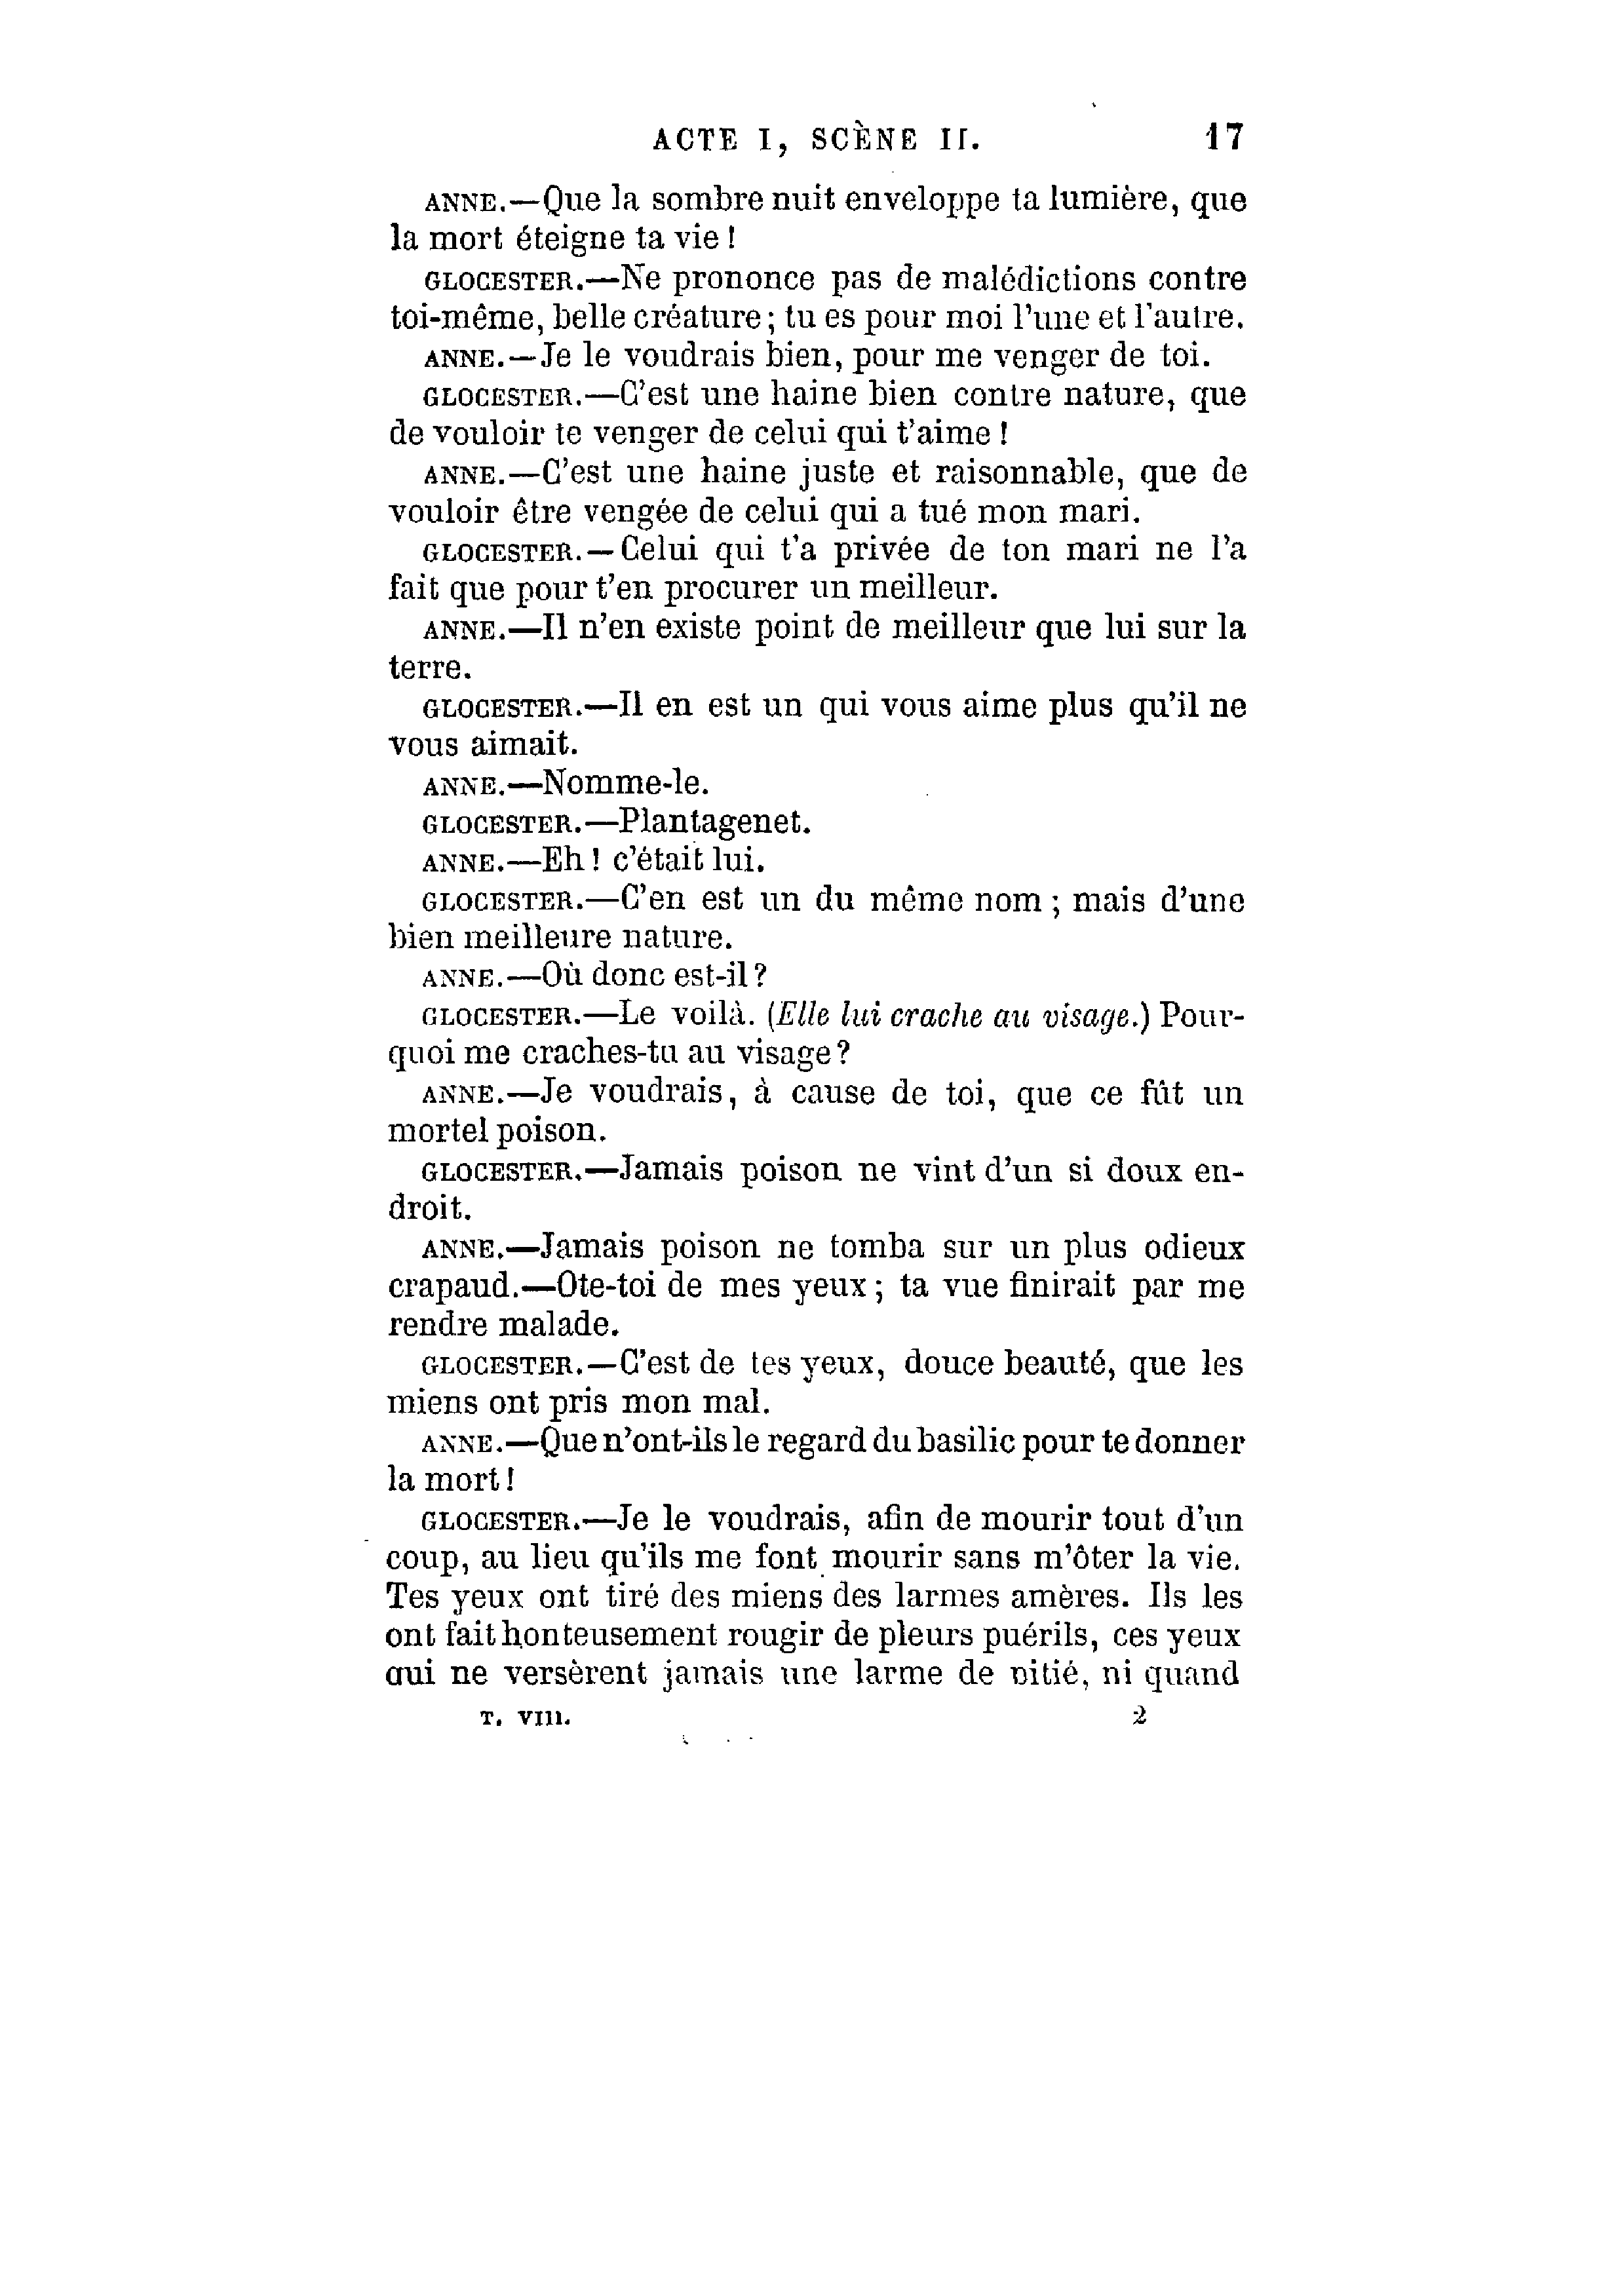 ACTE I, SCÈNE II. 17
ANNE.—Que la sombre nuit enveloppe ta lumière, que
la mort éteigne ta vie !
GLOCESTER.—Ne prononce pas de malédictions contre
toi-même, belle créature ; tu es pour moi l'une et l'autre.
ANNE.—Je le voudrais bien, pour me venger de toi.
GLOCESTER.—C'est une haine bien contre nature, que
de vouloir te venger de celui qui t'aime !
ANNE.—C'est une haine juste et raisonnable, que de
vouloir être vengée de celui qui a tué mon mari.
GLOCESTER.—Celui qui t'a privée de ton mari ne l'a
fait que pour t'en procurer un meilleur.
ANNE.—Il n'en existe point de meilleur que lui sur la
terre.
GLOCESTER.—Il en est un qui vous aime plus qu'il ne
vous aimait.
ANNE.—Nomme-le.
GLOCESTER.—Plantagenet.
ANNE.—Eh ! c'était lui.
GLOCESTER.—C'en est un du même nom ; mais d'une
bien meilleure nature.
ANNE.—Où donc est-il ?
GLOCESTER.—Le voilà. (Elle lui crache au visage.) Pour-
quoi me craches-tu au visage ?
ANNE.—Je voudrais, à cause de toi, que ce fût un
mortel poison.
GLOCESTER.—Jamais poison ne vint d'un si doux en-
droit.
ANNE.—Jamais poison ne tomba sur un plus odieux
crapaud.—Ote-toi de mes yeux ; ta vue finirait par me
rendre malade.
GLOCESTER.—C'est de tes yeux, douce beauté, que les
miens ont pris mon mal.
ANNE.—Que n'ont-ils le regard du basilic pour te donner
la mort !
GLOCESTER.—Je le voudrais, afin de mourir tout d'un
coup, au lieu qu'ils me font mourir sans m'ôter la vie.
Tes yeux ont tiré des miens des larmes amères. Ils les
ont fait honteusement rougir de pleurs puérils, ces yeux
qui ne versèrent jamais une larme de pitié, ni quand
T. VIII. 2